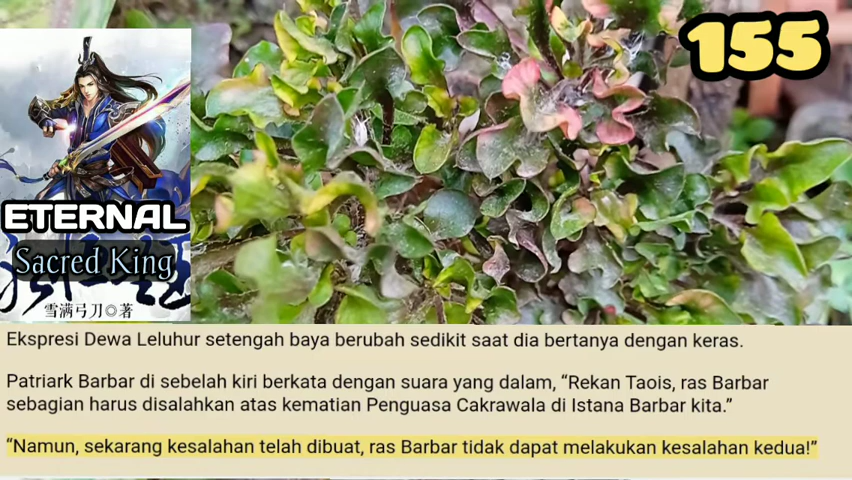 155
ETERNAL
Sacred King
雪满弓刀◎著
Ekspresi Dewa Leluhur setengah baya berubah sedikit saat dia bertanya dengan keras.
Patriark Barbar di sebelah kiri berkata dengan suara yang dalam, “Rekan Taois, ras Barbar
sebagian harus disalahkan atas kematian Penguasa Cakrawala di Istana Barbar kita.”
“Namun, sekarang kesalahan telah dibuat, ras Barbar tidak dapat melakukan kesalahan kedua!”